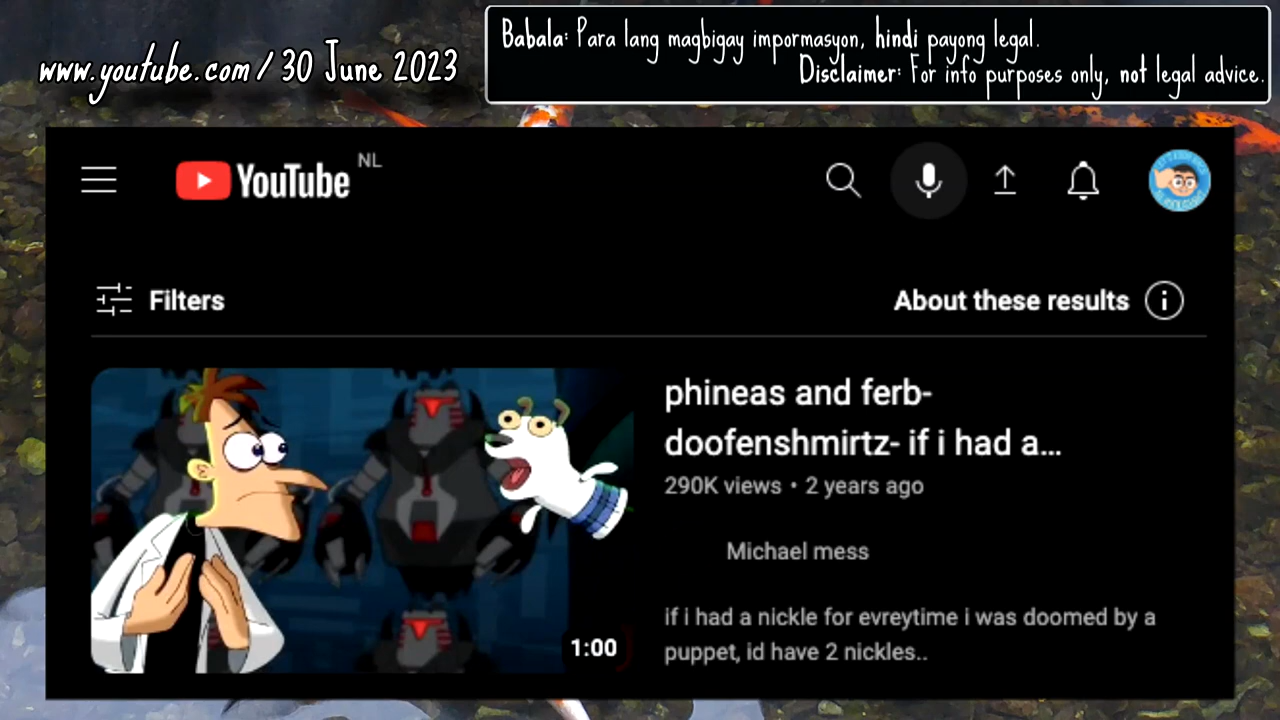 www.youtube.com / 30 June 2023
Babala: Para lang magbigay impormasyon, hindi payong legal.
Disclaimer: For info purposes only, not legal advice.
YouTube NL
Filters
About these results
phineas and ferb-
doofenshmirtz- if i had a...
290K views • 2 years ago
Michael mess
if i had a nickle for evreytime i was doomed by a
puppet, id have 2 nickles..
1:00